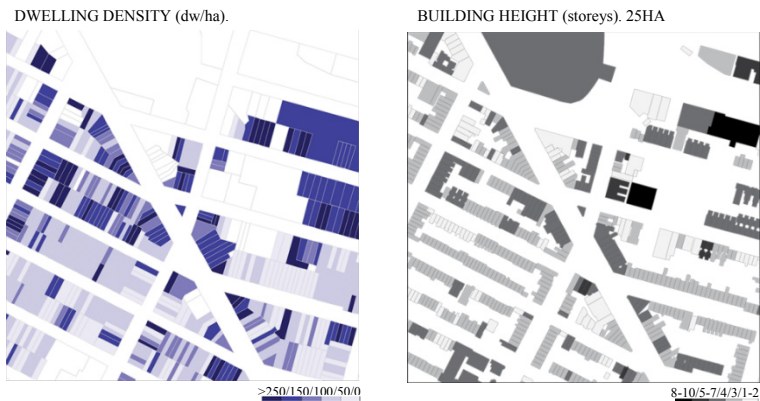 DWELLING DENSITY (dw/ha).
BUILDING HEIGHT (storeys). 25HA
>250/150/100/50/0
8-10/5-7/4/3/1-2